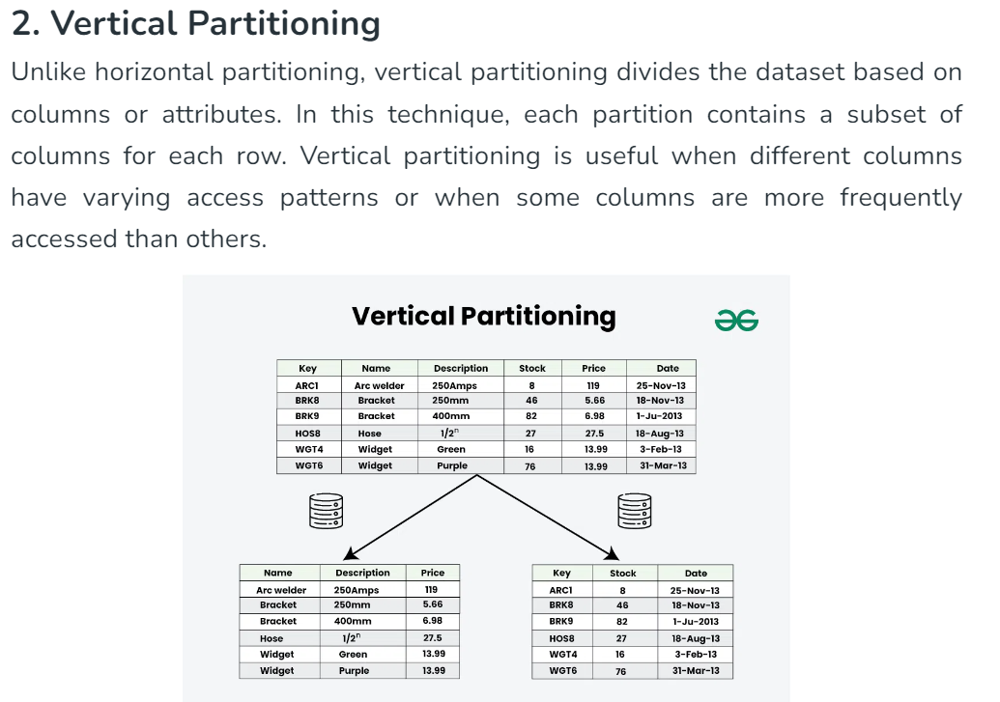 2. Vertical Partitioning
Unlike horizontal partitioning, vertical partitioning divides the dataset based on
columns or attributes. In this technique, each partition contains a subset of
columns for each row. Vertical partitioning is useful when different columns
have varying access patterns or when some columns are more frequently
accessed than others.
Vertical Partitioning
Key Name Description Stock Price Date
ARC1 Arc welder 250Amps 8 119 25-Nov-13
BRK8 Bracket 250mm 46 5.66 18-Nov-13
BRK9 Bracket 400mm 82 6.98 1-Ju-2013
HOS8 Hose 1/2" 27 27.5 18-Aug-13
WGT4 Widget Green 16 13.99 3-Feb-13
WGT6 Widget Purple 76 13.99 31-Mar-13
Name Description Price
Arc welder 250Amps 119
Bracket 250mm 5.66
Bracket 400mm 6.98
Hose 1/2" 27.5
Widget Green 13.99
Widget Purple 13.99
Key Stock Date
ARC1 8 25-Nov-13
BRK8 46 18-Nov-13
BRK9 82 1-Ju-2013
HOS8 27 18-Aug-13
WGT4 16 3-Feb-13
WGT6 76 31-Mar-13